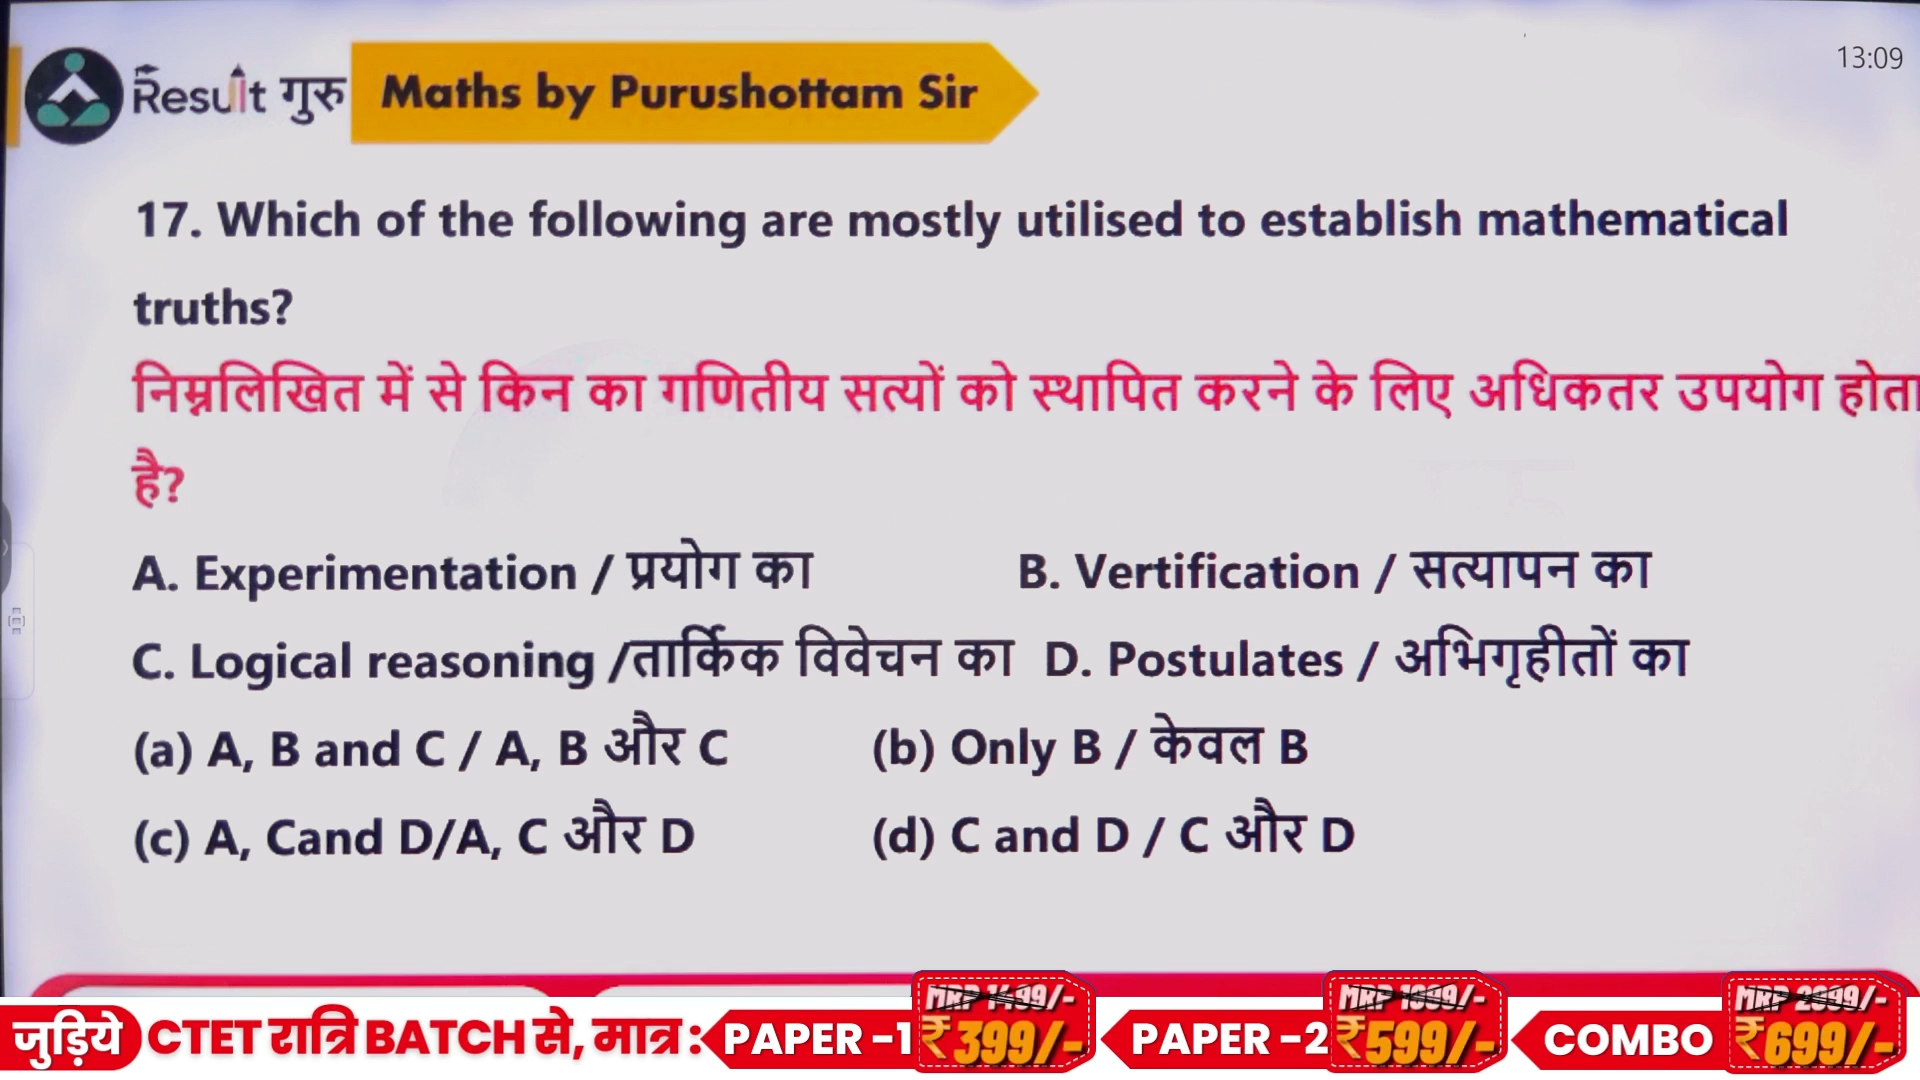 Result गुरु Maths by Purushottam Sir
13:09
17. Which of the following are mostly utilised to establish mathematical
truths?
निम्नलिखित में से किन का गणितीय सत्यों को स्थापित करने के लिए अधिकतर उपयोग होता
है?
A. Experimentation / प्रयोग का B. Vertification / सत्यापन का
C. Logical reasoning /तार्किक विवेचन का D. Postulates / अभिगृहीतों का
(a) A, B and C / A, B और C (b) Only B / केवल B
(c) A, Cand D/A, C और D (d) C and D / C और D
MRP 1499/- MRP 1999/- MRP 2999/-
जुड़िये CTET रात्रि BATCH से, मात्र : PAPER –1 ₹399/- PAPER –2 ₹599/- COMBO ₹699/-